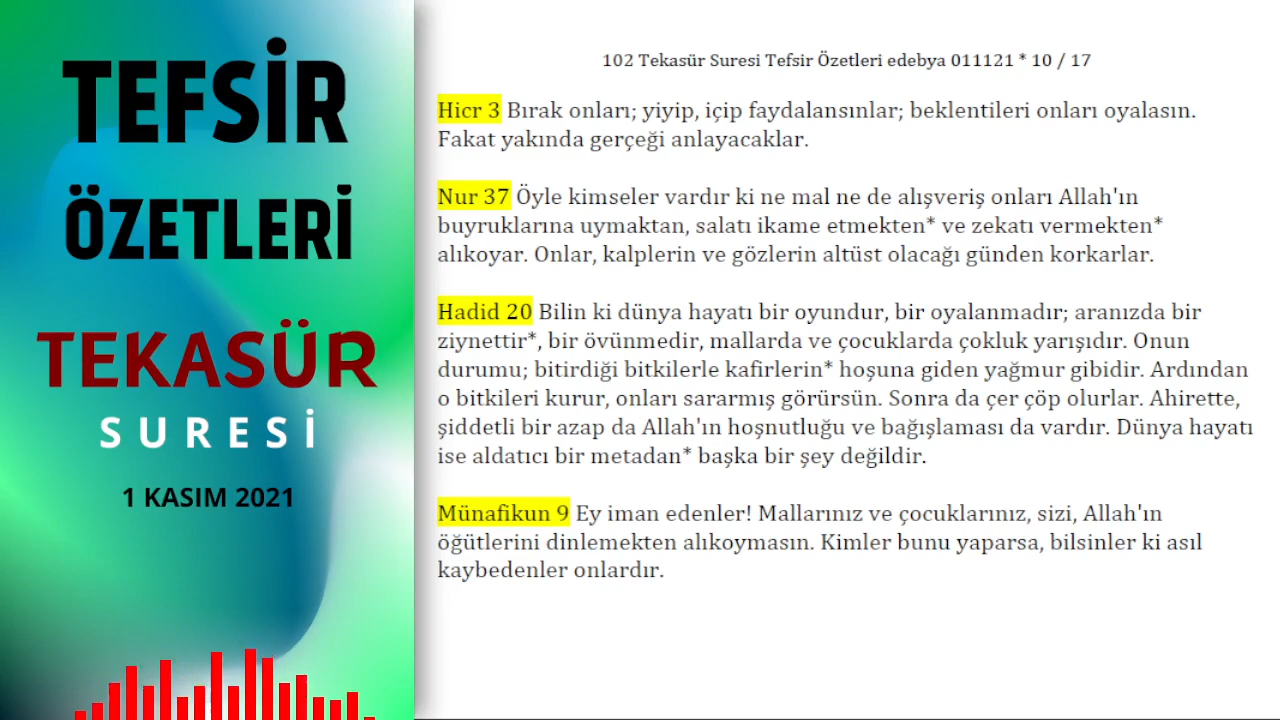 TEFSİR
ÖZETLERİ
TEKASÜR
SURESİ
1 KASIM 2021
102 Tekasür Suresi Tefsir Özetleri edebya 011121 * 10 / 17
Hicr 3 Bırak onları; yiyip, içip faydalansınlar; beklentileri onları oyalasın.
Fakat yakında gerçeği anlayacaklar.
Nur 37 Öyle kimseler vardır ki ne mal ne de alışveriş onları Allah'ın
buyruklarına uymaktan, salatı ikame etmekten* ve zekatı vermekten*
alıkoyar. Onlar, kalplerin ve gözlerin altüst olacağı günden korkarlar.
Hadid 20 Bilin ki dünya hayatı bir oyundur, bir oyalanmadır; aranızda bir
ziynettir*, bir övünmedir, mallarda ve çocuklarda çokluk yarışıdır. Onun
durumu; bitirdiği bitkilerle kafirlerin* hoşuna giden yağmur gibidir. Ardından
o bitkileri kurur, onları sararmış görürsün. Sonra da çer çöp olurlar. Ahirette,
şiddetli bir azap da Allah'ın hoşnutluğu ve bağışlaması da vardır. Dünya hayatı
ise aldatıcı bir metadan* başka bir şey değildir.
Münafikun 9 Ey iman edenler! Mallarınız ve çocuklarınız, sizi, Allah'ın
öğütlerini dinlemekten alıkoymasın. Kimler bunu yaparsa, bilsinler ki asıl
kaybedenler onlardır.